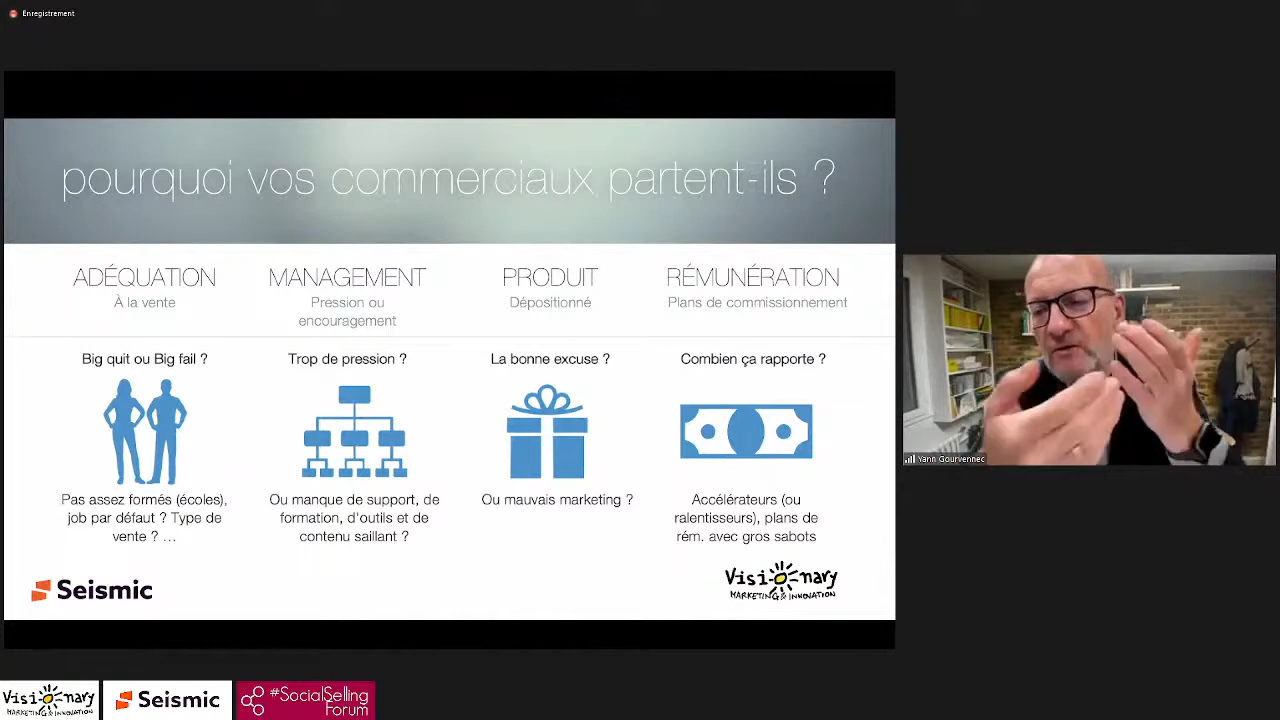 Enregistrement
pourquoi vos commerciaux partent-ils ?
ADÉQUATION
À la vente
MANAGEMENT
Pression ou
encouragement
PRODUIT
Dépositionné
RÉMUNÉRATION
Plans de commissionnement
Big quit ou Big fail ?
Trop de pression ?
La bonne excuse ?
Combien ça rapporte ?
Pas assez formés (écoles),
job par défaut ? Type de
vente ? ...
Ou manque de support, de
formation, d'outils et de
contenu saillant ?
Ou mauvais marketing ?
Accélérateurs (ou
ralentisseurs), plans de
rém. avec gros sabots
Seismic
Visionary
MARKETING & INNOVATION
Yann Gourvennec
Visionary
MARKETING & INNOVATION
Seismic
#SocialSelling
Forum